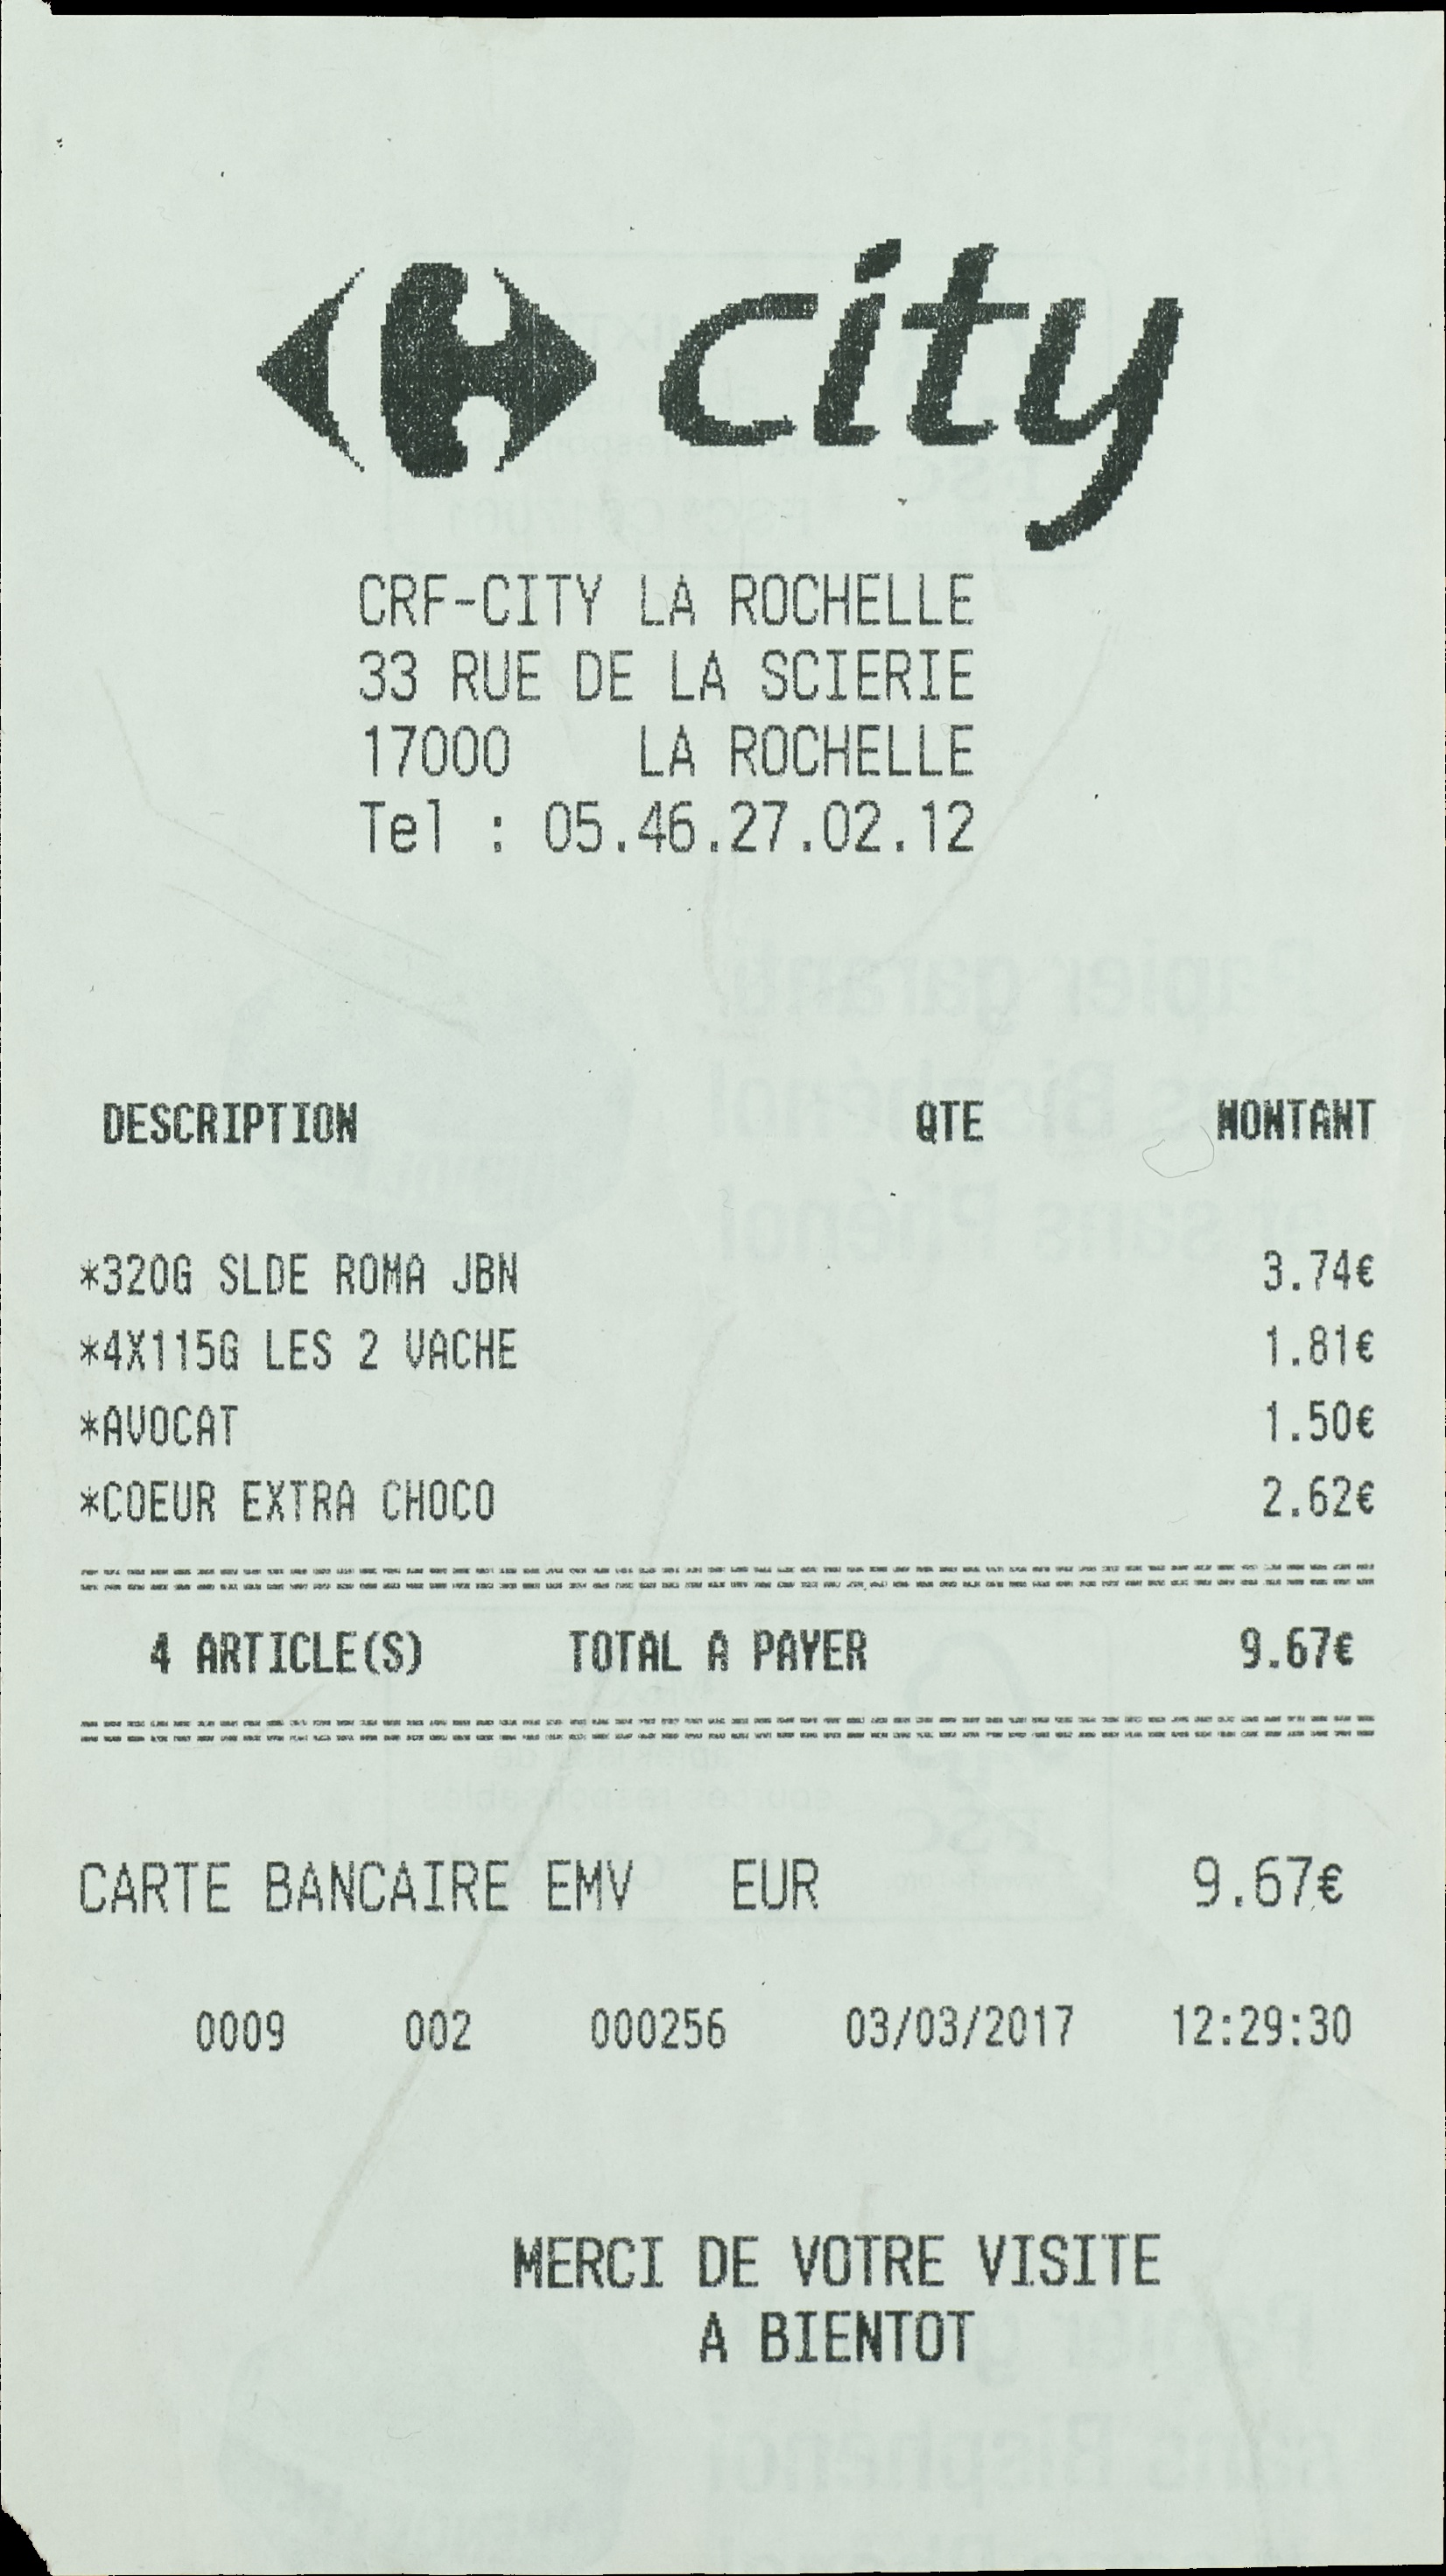 city
CRF-CITY LA ROCHELLE
33 RUE DE LA SCIERIE
17000 LA ROCHELLE
Tel : 05.46.27.02.12
DESCRIPTION QTE MONTANT
*320G SLDE ROMA JBN 3.74€
*4X115G LES 2 VACHE 1.81€
*AVOCAT 1.50€
*COEUR EXTRA CHOCO 2.62€
4 ARTICLE(S) TOTAL A PAYER 9.67€
CARTE BANCAIRE EMV EUR 9.67€
0009 002 000256 03/03/2017 12:29:30
MERCI DE VOTRE VISITE
A BIENTOT